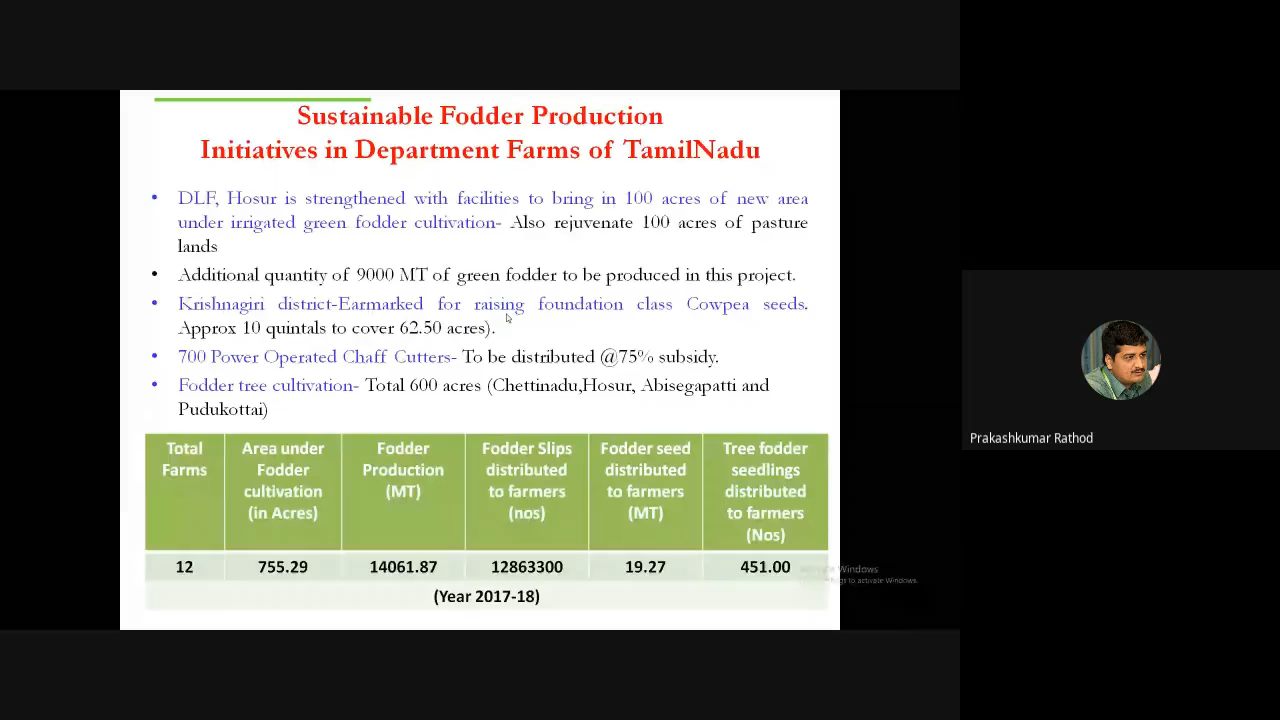 Sustainable Fodder Production
Initiatives in Department Farms of TamilNadu
• DLF, Hosur is strengthened with facilities to bring in 100 acres of new area
under irrigated green fodder cultivation- Also rejuvenate 100 acres of pasture
lands
• Additional quantity of 9000 MT of green fodder to be produced in this project.
• Krishnagiri district-Earmarked for raising foundation class Cowpea seeds.
Approx 10 quintals to cover 62.50 acres).
• 700 Power Operated Chaff Cutters- To be distributed @75% subsidy.
• Fodder tree cultivation- Total 600 acres (Chettinadu,Hosur, Abisegapatti and
Pudukottai)
Total Farms
Area under Fodder cultivation (in Acres)
Fodder Production (MT)
Fodder Slips distributed to farmers (nos)
Fodder seed distributed to farmers (MT)
Tree fodder seedlings distributed to farmers (Nos)
12 755.29 14061.87 12863300 19.27 451.00
(Year 2017-18)
Windows
to activate Windows.
Prakashkumar Rathod